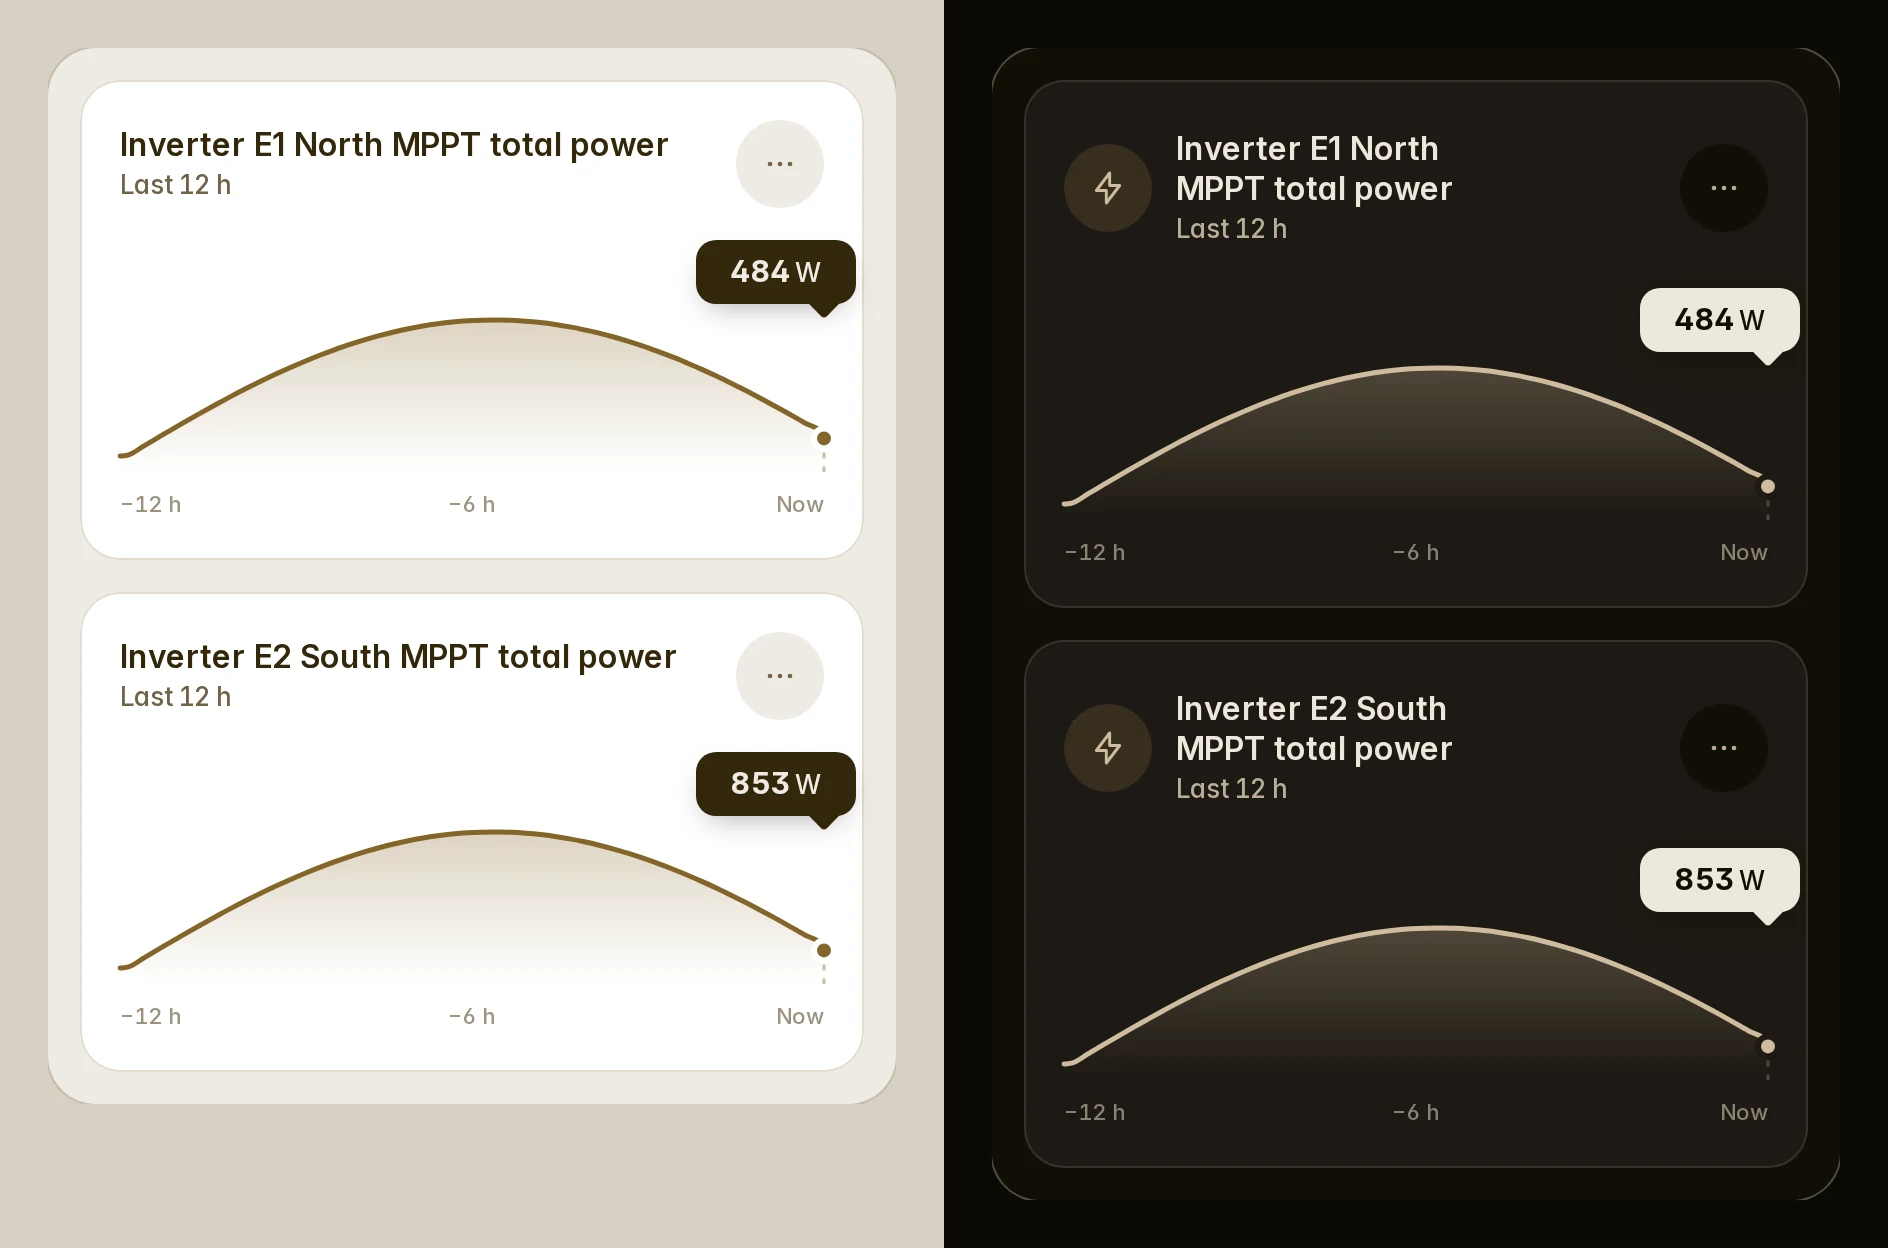 Inverter E1 North MPPT total power
Last 12 h
484 W
−12 h −6 h Now
Inverter E2 South MPPT total power
Last 12 h
853 W
−12 h −6 h Now
Inverter E1 North
MPPT total power
Last 12 h
484 W
−12 h −6 h Now
Inverter E2 South
MPPT total power
Last 12 h
853 W
−12 h −6 h Now